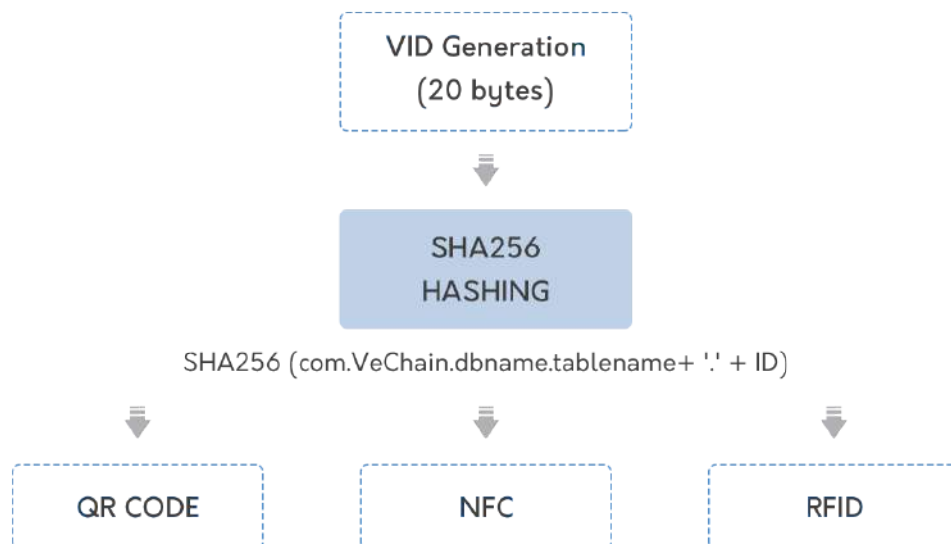 VID Generation
(20 bytes)
SHA256
HASHING
SHA256 (com.VeChain.dbname.tablename+ '.' + ID)
QR CODE
NFC
RFID